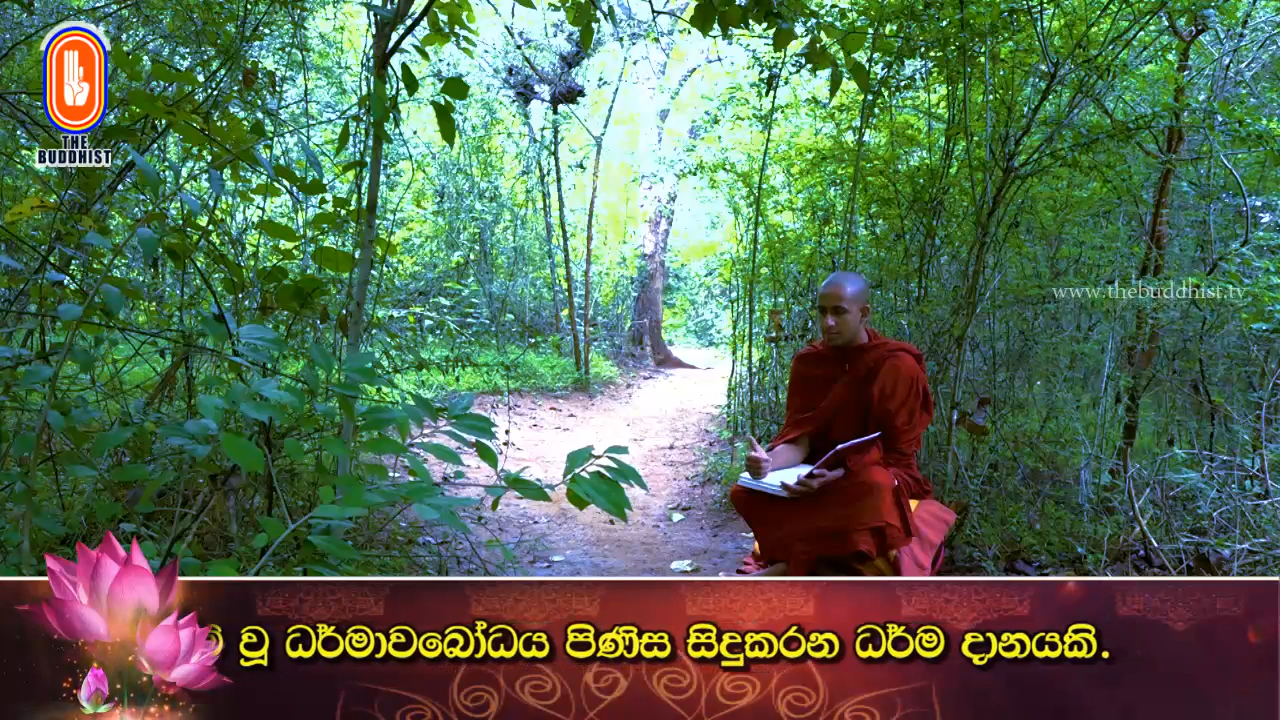 THE
BUDDHIST
www.thebuddhist.tv
වූ ධර්මාවබෝධය පිණිස සිදුකරන ධර්ම දානයකි.